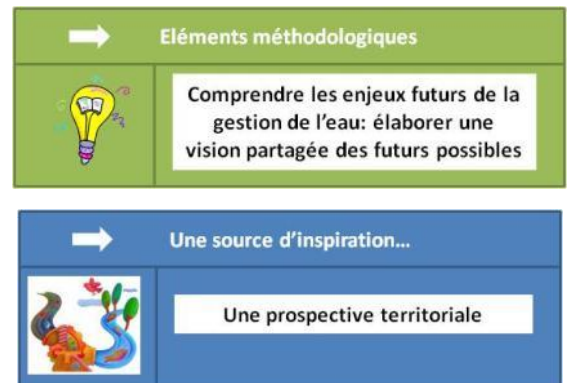 Eléments méthodologiques
Comprendre les enjeux futurs de la
gestion de l'eau: élaborer une
vision partagée des futurs possibles
Une source d'inspiration...
Une prospective territoriale